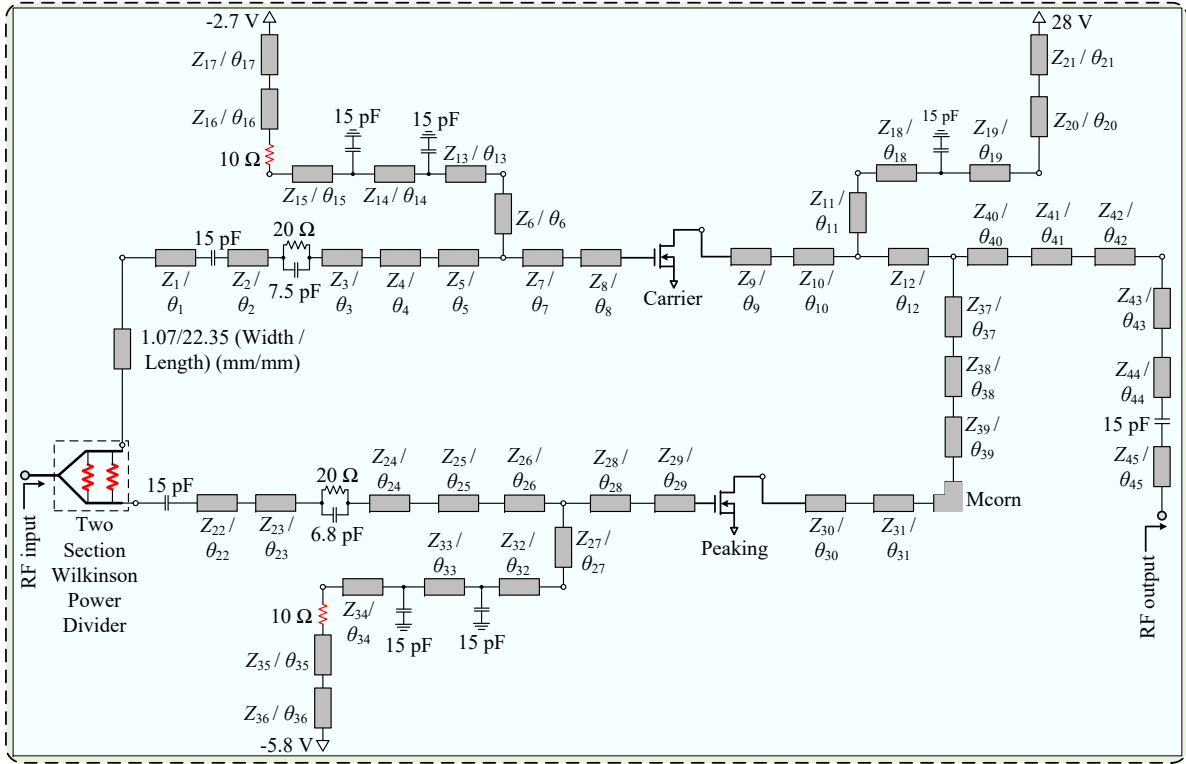 -2.7 V
Z17 / θ17
Z16 / θ16
10 Ω
15 pF
15 pF
Z15 / θ15
Z14 / θ14
Z13 / θ13
Z6 / θ6
28 V
Z21 / θ21
Z20 / θ20
Z18 /
θ18
15 pF
Z19 /
θ19
Z11 /
θ11
15 pF
20 Ω
7.5 pF
Z1 /
θ1
Z2 /
θ2
Z3 /
θ3
Z4 /
θ4
Z5 /
θ5
Z7 /
θ7
Z8 /
θ8
Carrier
Z9 /
θ9
Z10 /
θ10
Z12 /
θ12
Z40 /
θ40
Z41 /
θ41
Z42 /
θ42
Z43 /
θ43
Z44 /
θ44
15 pF
Z45 /
θ45
RF output
Z37 /
θ37
Z38 /
θ38
Z39 /
θ39
Mcorn
1.07/22.35 (Width /
Length) (mm/mm)
RF input
Two
Section
Wilkinson
Power
Divider
15 pF
Z22 /
θ22
Z23 /
θ23
20 Ω
6.8 pF
Z24 /
θ24
Z25 /
θ25
Z26 /
θ26
Z28 /
θ28
Z29 /
θ29
Peaking
Z30 /
θ30
Z31 /
θ31
Z27 /
θ27
Z33 /
θ33
Z32 /
θ32
Z34 /
θ34
15 pF
15 pF
10 Ω
Z35 / θ35
Z36 / θ36
-5.8 V